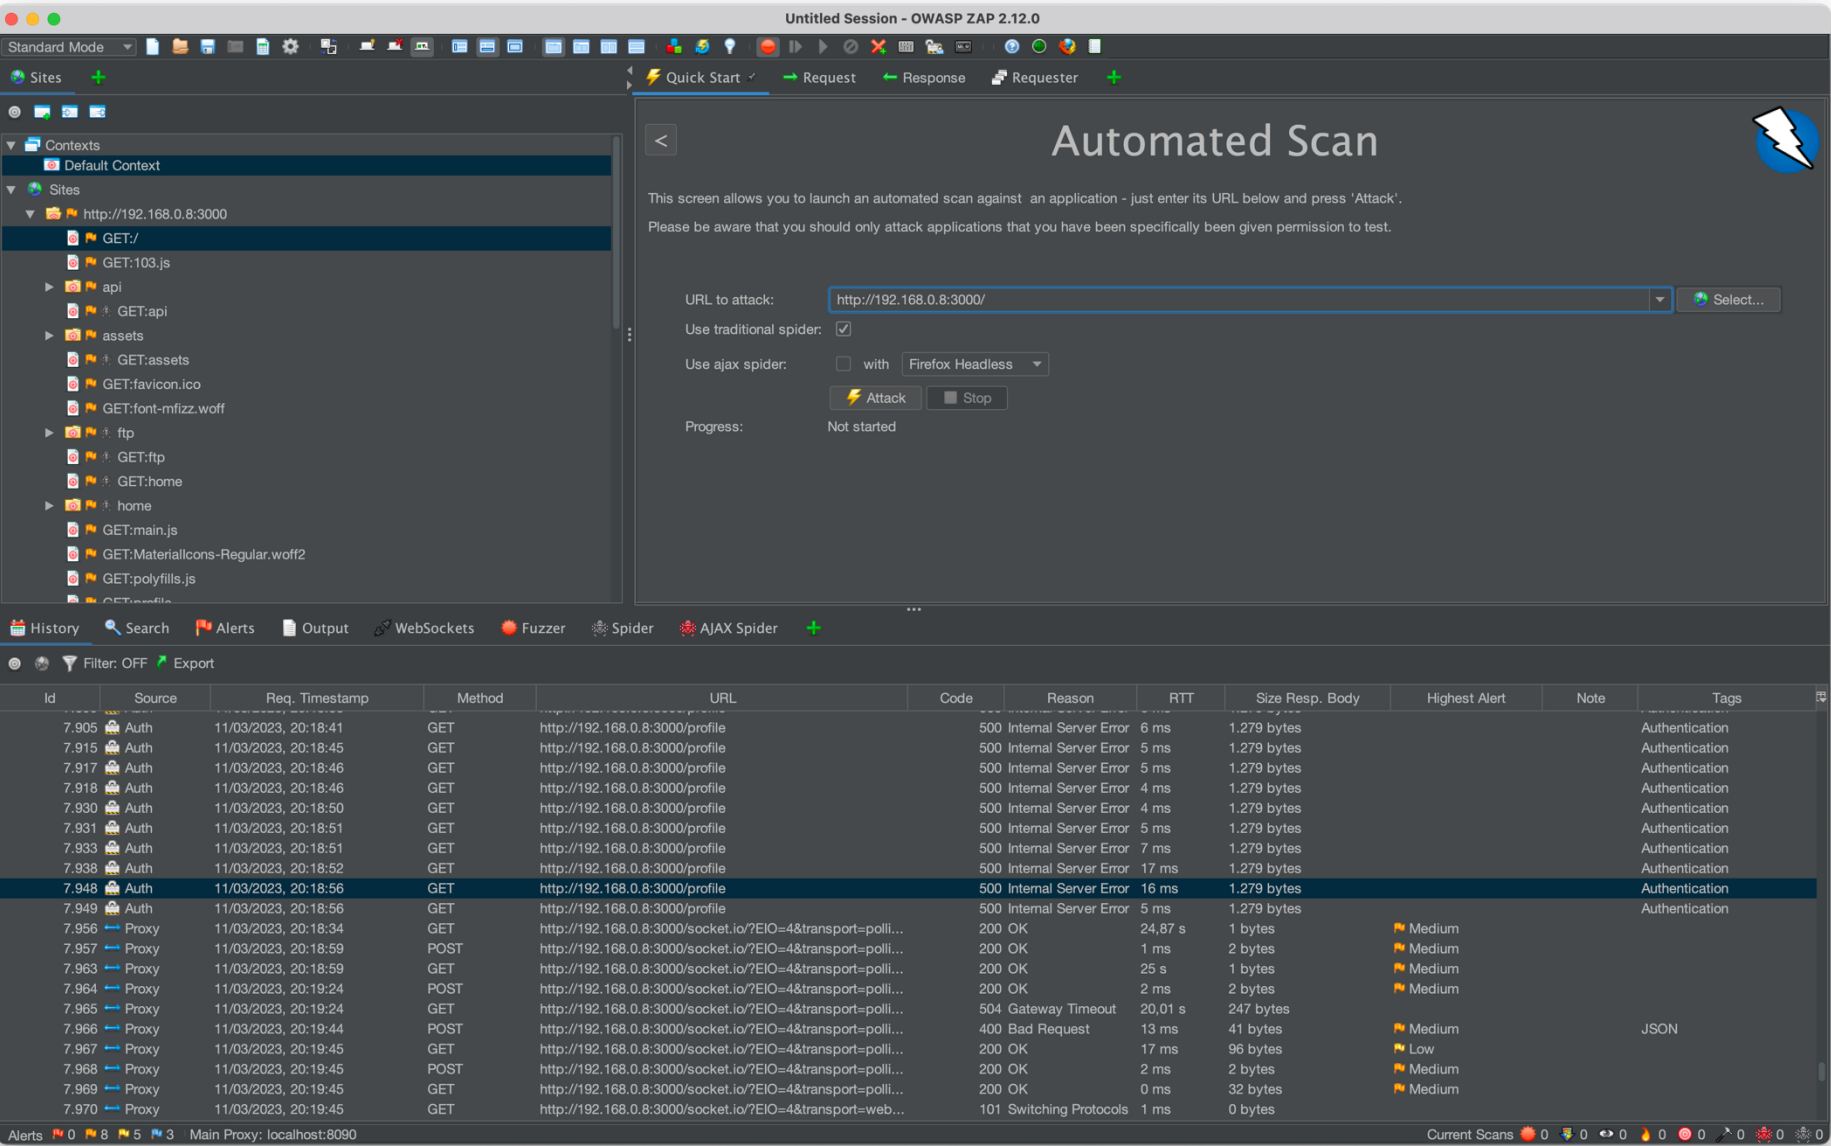 Untitled Session - OWASP ZAP 2.12.0
Standard Mode
Sites
Quick Start
Request
Response
Requester
Contexts
Default Context
Sites
http://192.168.0.8:3000
GET:/
GET:103.js
api
GET:api
assets
GET:assets
GET:favicon.ico
GET:font-mfizz.woff
ftp
GET:ftp
GET:home
home
GET:main.js
GET:MaterialIcons-Regular.woff2
GET:polyfills.js
GET:profile
<
Automated Scan
This screen allows you to launch an automated scan against  an application - just enter its URL below and press 'Attack'.
Please be aware that you should only attack applications that you have been specifically been given permission to test.
URL to attack: http://192.168.0.8:3000/ Select...
Use traditional spider:
Use ajax spider: with Firefox Headless
Attack Stop
Progress: Not started
History Search Alerts Output WebSockets Fuzzer Spider AJAX Spider
Filter: OFF Export
Id Source Req. Timestamp Method URL Code Reason RTT Size Resp. Body Highest Alert Note Tags
7.905 Auth 11/03/2023, 20:18:41 GET http://192.168.0.8:3000/profile 500 Internal Server Error 6 ms 1.279 bytes Authentication
7.915 Auth 11/03/2023, 20:18:45 GET http://192.168.0.8:3000/profile 500 Internal Server Error 5 ms 1.279 bytes Authentication
7.917 Auth 11/03/2023, 20:18:46 GET http://192.168.0.8:3000/profile 500 Internal Server Error 5 ms 1.279 bytes Authentication
7.918 Auth 11/03/2023, 20:18:46 GET http://192.168.0.8:3000/profile 500 Internal Server Error 4 ms 1.279 bytes Authentication
7.930 Auth 11/03/2023, 20:18:50 GET http://192.168.0.8:3000/profile 500 Internal Server Error 4 ms 1.279 bytes Authentication
7.931 Auth 11/03/2023, 20:18:51 GET http://192.168.0.8:3000/profile 500 Internal Server Error 5 ms 1.279 bytes Authentication
7.933 Auth 11/03/2023, 20:18:51 GET http://192.168.0.8:3000/profile 500 Internal Server Error 7 ms 1.279 bytes Authentication
7.938 Auth 11/03/2023, 20:18:52 GET http://192.168.0.8:3000/profile 500 Internal Server Error 17 ms 1.279 bytes Authentication
7.948 Auth 11/03/2023, 20:18:56 GET http://192.168.0.8:3000/profile 500 Internal Server Error 16 ms 1.279 bytes Authentication
7.949 Auth 11/03/2023, 20:18:56 GET http://192.168.0.8:3000/profile 500 Internal Server Error 5 ms 1.279 bytes Authentication
7.956 Proxy 11/03/2023, 20:18:34 GET http://192.168.0.8:3000/socket.io/?EIO=4&transport=polli... 200 OK 24,87 s 1 bytes Medium
7.957 Proxy 11/03/2023, 20:18:59 POST http://192.168.0.8:3000/socket.io/?EIO=4&transport=polli... 200 OK 1 ms 2 bytes Medium
7.963 Proxy 11/03/2023, 20:18:59 GET http://192.168.0.8:3000/socket.io/?EIO=4&transport=polli... 200 OK 25 s 1 bytes Medium
7.964 Proxy 11/03/2023, 20:19:24 POST http://192.168.0.8:3000/socket.io/?EIO=4&transport=polli... 200 OK 2 ms 2 bytes Medium
7.965 Proxy 11/03/2023, 20:19:24 GET http://192.168.0.8:3000/socket.io/?EIO=4&transport=polli... 504 Gateway Timeout 20,01 s 247 bytes
7.966 Proxy 11/03/2023, 20:19:44 POST http://192.168.0.8:3000/socket.io/?EIO=4&transport=polli... 400 Bad Request 13 ms 41 bytes Medium JSON
7.967 Proxy 11/03/2023, 20:19:45 GET http://192.168.0.8:3000/socket.io/?EIO=4&transport=polli... 200 OK 17 ms 96 bytes Low
7.968 Proxy 11/03/2023, 20:19:45 POST http://192.168.0.8:3000/socket.io/?EIO=4&transport=polli... 200 OK 2 ms 2 bytes Medium
7.969 Proxy 11/03/2023, 20:19:45 GET http://192.168.0.8:3000/socket.io/?EIO=4&transport=polli... 200 OK 0 ms 32 bytes Medium
7.970 Proxy 11/03/2023, 20:19:45 GET http://192.168.0.8:3000/socket.io/?EIO=4&transport=web... 101 Switching Protocols 1 ms 0 bytes
Alerts 0 8 5 3 Main Proxy: localhost:8090 Current Scans 0 0 0 0 0 0 0 0